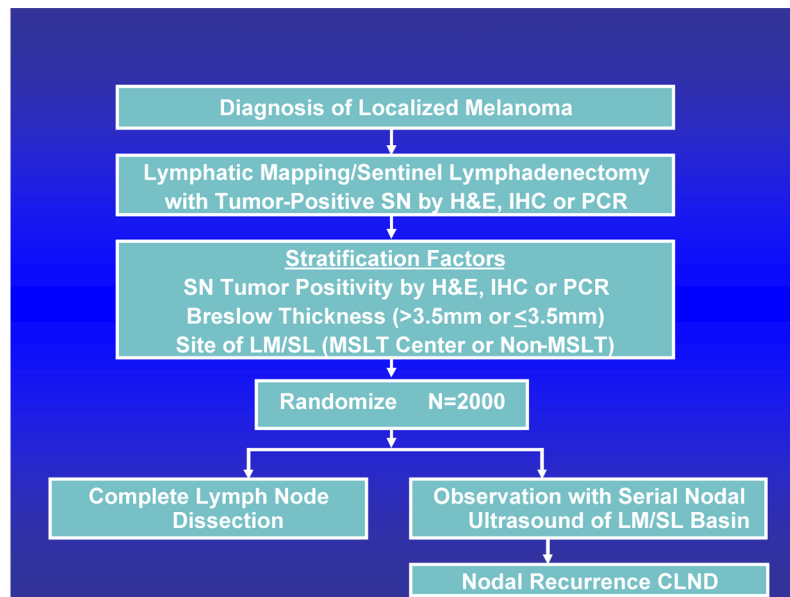 Diagnosis of Localized Melanoma
Lymphatic Mapping/Sentinel Lymphadenectomy
with Tumor-Positive SN by H&E, IHC or PCR
Stratification Factors
SN Tumor Positivity by H&E, IHC or PCR
Breslow Thickness (>3.5mm or ≤3.5mm)
Site of LM/SL (MSLT Center or Non-MSLT)
Randomize N=2000
Complete Lymph Node
Dissection
Observation with Serial Nodal
Ultrasound of LM/SL Basin
Nodal Recurrence CLND